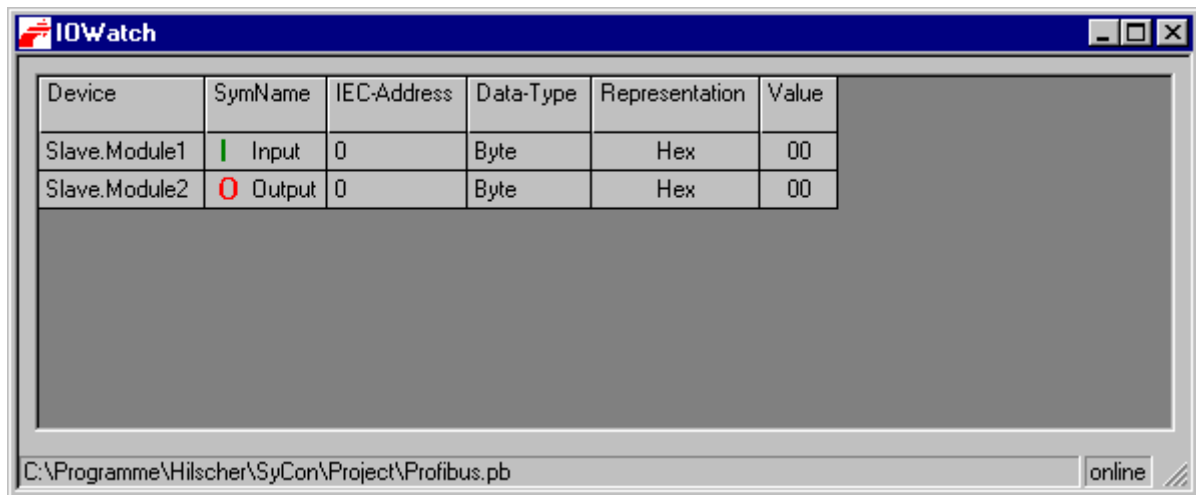 IOWatch
Device SymName IEC-Address Data-Type Representation Value
Slave.Module1 I Input 0 Byte Hex 00
Slave.Module2 O Output 0 Byte Hex 00
C:\Programme\Hilscher\SyCon\Project\Profibus.pb online